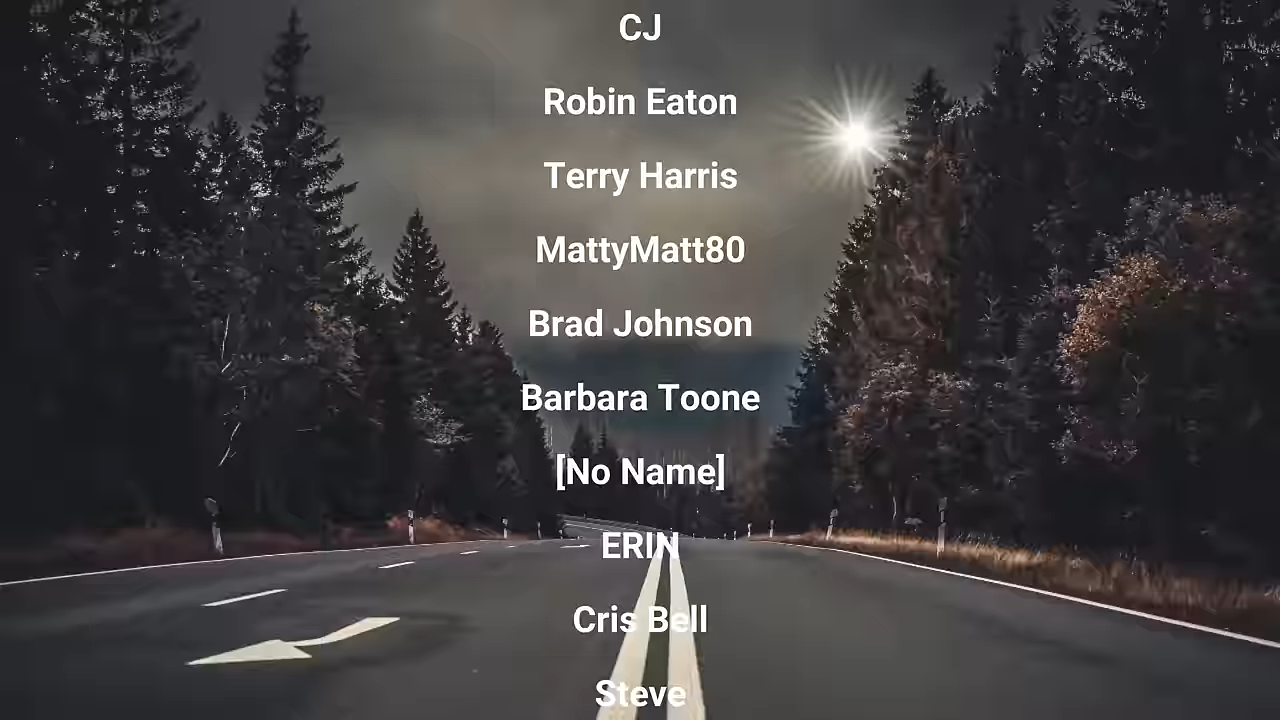 CJ
Robin Eaton
Terry Harris
MattyMatt80
Brad Johnson
Barbara Toone
[No Name]
ERIN
Cris Bell
Steve